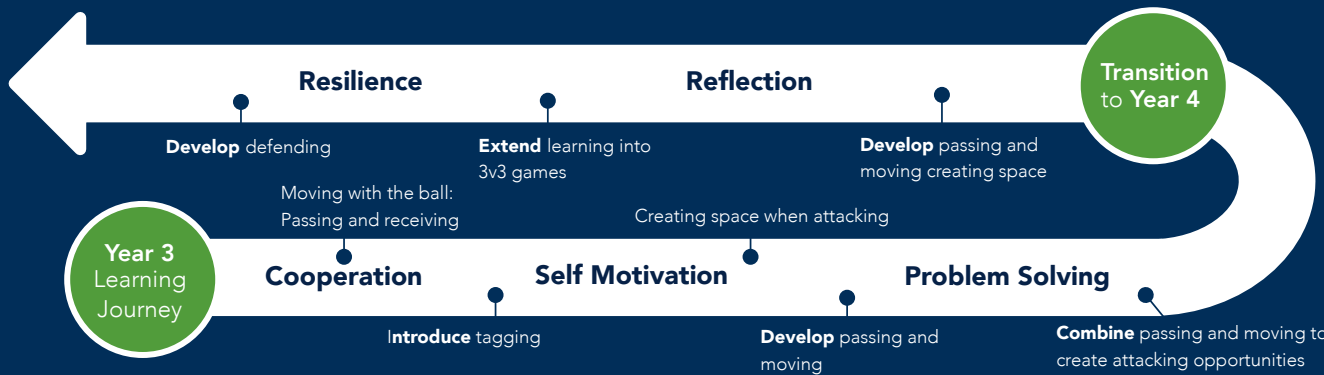 Resilience
Reflection
Transition
to Year 4
Develop defending
Extend learning into
3v3 games
Develop passing and
moving creating space
Moving with the ball:
Passing and receiving
Creating space when attacking
Year 3
Learning
Journey
Cooperation
Self Motivation
Problem Solving
Introduce tagging
Develop passing and
moving
Combine passing and moving to
create attacking opportunities